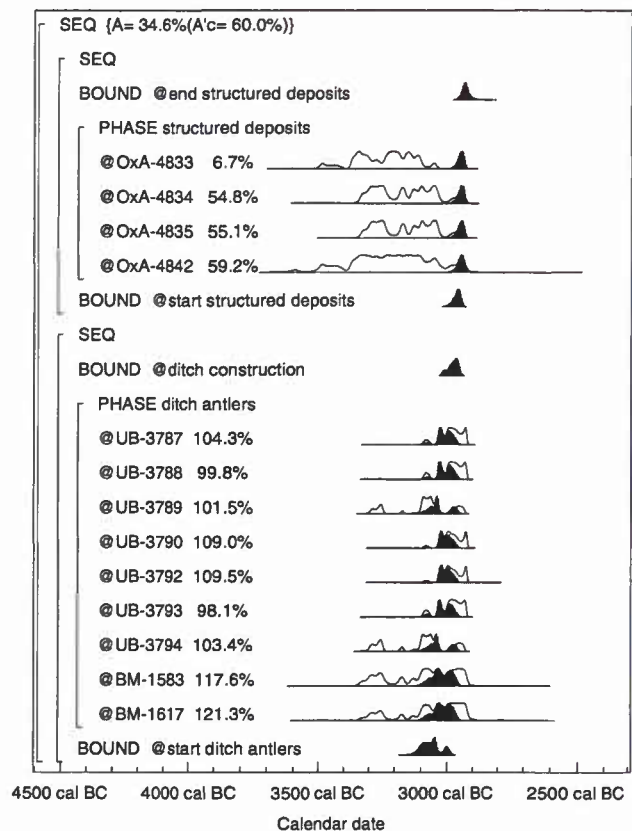 SEQ {A= 34.6%(A'c= 60.0%)}
SEQ
BOUND @end structured deposits
PHASE structured deposits
@OxA-4833 6.7%
@OxA-4834 54.8%
@OxA-4835 55.1%
@OxA-4842 59.2%
BOUND @start structured deposits
SEQ
BOUND @ditch construction
PHASE ditch antlers
@UB-3787 104.3%
@UB-3788 99.8%
@UB-3789 101.5%
@UB-3790 109.0%
@UB-3792 109.5%
@UB-3793 98.1%
@UB-3794 103.4%
@BM-1583 117.6%
@BM-1617 121.3%
BOUND @start ditch antlers
4500 cal BC 4000 cal BC 3500 cal BC 3000 cal BC 2500 cal BC
Calendar date